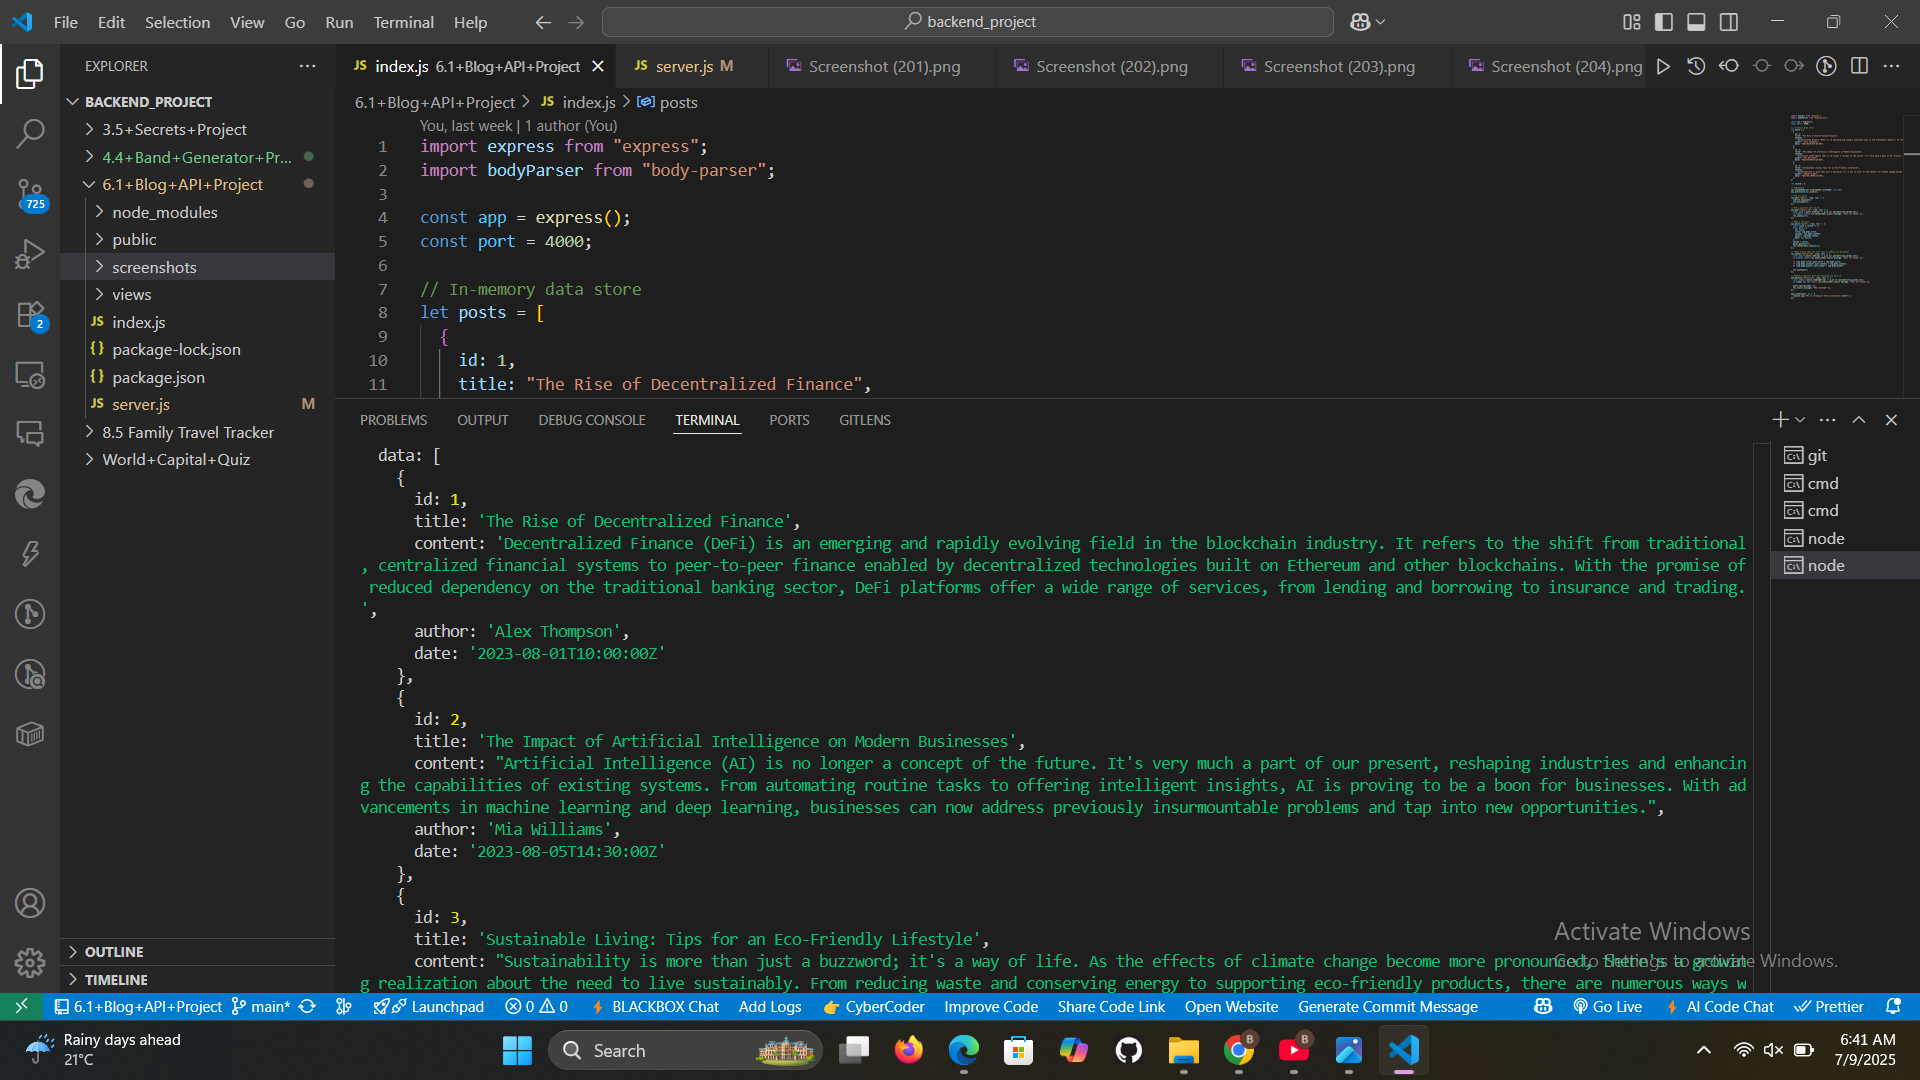 File Edit Selection View Go Run Terminal Help
backend_project
EXPLORER
BACKEND_PROJECT
3.5+Secrets+Project
4.4+Band+Generator+Pr...
6.1+Blog+API+Project
node_modules
public
screenshots
views
JS index.js
{} package-lock.json
{} package.json
JS server.js M
8.5 Family Travel Tracker
World+Capital+Quiz
OUTLINE
TIMELINE
725
2
JS index.js 6.1+Blog+API+Project
JS server.js M
Screenshot (201).png
Screenshot (202).png
Screenshot (203).png
Screenshot (204).png
6.1+Blog+API+Project > JS index.js > posts
You, last week | 1 author (You)
1 import express from "express";
2 import bodyParser from "body-parser";
3
4 const app = express();
5 const port = 4000;
6
7 // In-memory data store
8 let posts = [
9 {
10 id: 1,
11 title: "The Rise of Decentralized Finance",
PROBLEMS OUTPUT DEBUG CONSOLE TERMINAL PORTS GITLENS
data: [
{
id: 1,
title: 'The Rise of Decentralized Finance',
content: 'Decentralized Finance (DeFi) is an emerging and rapidly evolving field in the blockchain industry. It refers to the shift from traditional
, centralized financial systems to peer-to-peer finance enabled by decentralized technologies built on Ethereum and other blockchains. With the promise of
reduced dependency on the traditional banking sector, DeFi platforms offer a wide range of services, from lending and borrowing to insurance and trading.
',
author: 'Alex Thompson',
date: '2023-08-01T10:00:00Z'
},
{
id: 2,
title: 'The Impact of Artificial Intelligence on Modern Businesses',
content: "Artificial Intelligence (AI) is no longer a concept of the future. It's very much a part of our present, reshaping industries and enhancin
g the capabilities of existing systems. From automating routine tasks to offering intelligent insights, AI is proving to be a boon for businesses. With ad
vancements in machine learning and deep learning, businesses can now address previously insurmountable problems and tap into new opportunities.",
author: 'Mia Williams',
date: '2023-08-05T14:30:00Z'
},
{
id: 3,
title: 'Sustainable Living: Tips for an Eco-Friendly Lifestyle',
content: "Sustainability is more than just a buzzword; it's a way of life. As the effects of climate change become more pronounced, there's a growin
g realization about the need to live sustainably. From reducing waste and conserving energy to supporting eco-friendly products, there are numerous ways w
git
cmd
cmd
node
node
Activate Windows
Go to Settings to activate Windows.
6.1+Blog+API+Project main* Launchpad 0 0 BLACKBOX Chat Add Logs CyberCoder Improve Code Share Code Link Open Website Generate Commit Message Go Live AI Code Chat Prettier
Rainy days ahead
21°C
Search
B
B
6:41 AM
7/9/2025